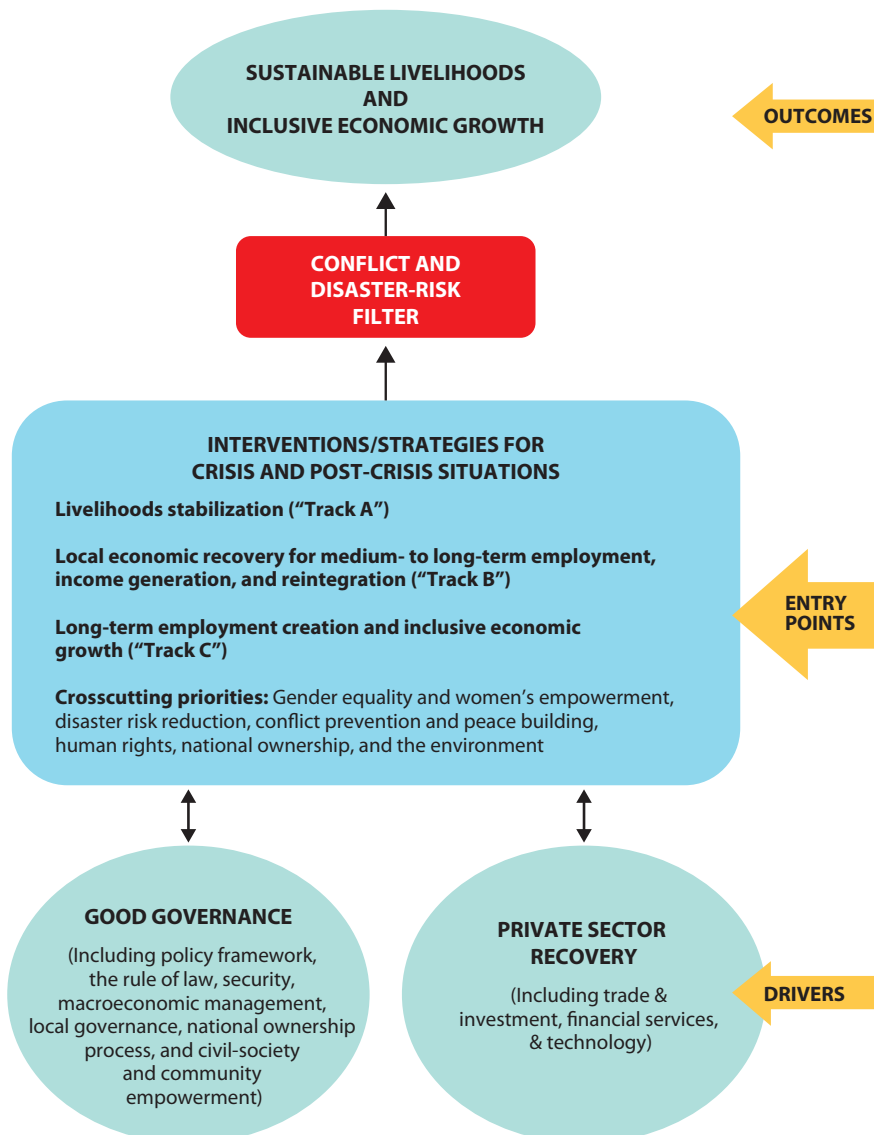 SUSTAINABLE LIVELIHOODS
AND
INCLUSIVE ECONOMIC GROWTH
OUTCOMES
CONFLICT AND
DISASTER-RISK
FILTER
INTERVENTIONS/STRATEGIES FOR
CRISIS AND POST-CRISIS SITUATIONS
Livelihoods stabilization (“Track A”)
Local economic recovery for medium- to long-term employment,
income generation, and reintegration (“Track B”)
Long-term employment creation and inclusive economic
growth (“Track C”)
Crosscutting priorities: Gender equality and women’s empowerment,
disaster risk reduction, conflict prevention and peace building,
human rights, national ownership, and the environment
ENTRY
POINTS
GOOD GOVERNANCE
(Including policy framework,
the rule of law, security,
macroeconomic management,
local governance, national ownership
process, and civil-society
and community
empowerment)
PRIVATE SECTOR
RECOVERY
(Including trade &
investment, financial services,
& technology)
DRIVERS